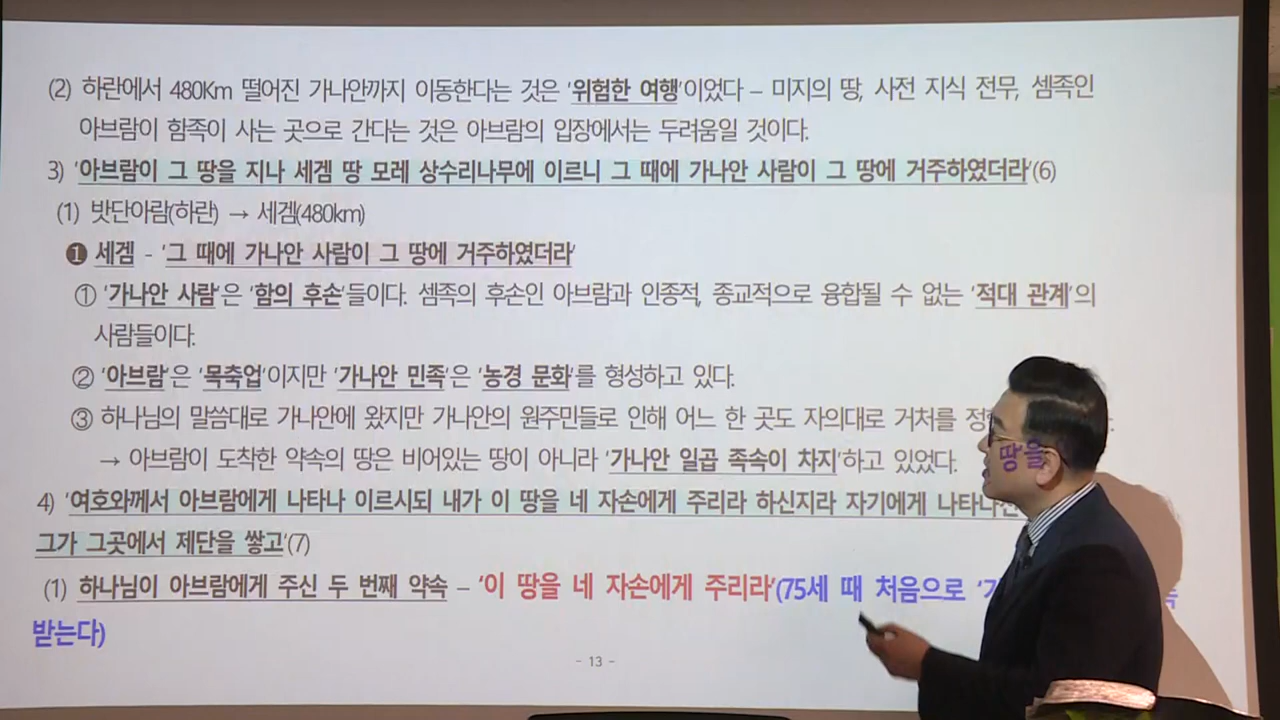 (2) 하란에서 480Km 떨어진 가나안까지 이동한다는 것은 '위험한 여행'이었다 – 미지의 땅, 사전 지식 전무, 셈족인
아브람이 함족이 사는 곳으로 간다는 것은 아브람의 입장에서는 두려움일 것이다.
3) '아브람이 그 땅을 지나 세겜 땅 모레 상수리나무에 이르니 그 때에 가나안 사람이 그 땅에 거주하였더라'(6)
(1) 밧단아람(하란) → 세겜(480km)
❶ 세겜 - '그 때에 가나안 사람이 그 땅에 거주하였더라'
① '가나안 사람'은 '함의 후손'들이다. 셈족의 후손인 아브람과 인종적, 종교적으로 융합될 수 없는 '적대 관계'의
사람들이다.
② '아브람'은 '목축업'이지만 '가나안 민족'은 '농경 문화'를 형성하고 있다.
③ 하나님의 말씀대로 가나안에 왔지만 가나안의 원주민들로 인해 어느 한 곳도 자의대로 거처를
→ 아브람이 도착한 약속의 땅은 비어있는 땅이 아니라 '가나안 일곱 족속이 차지'하고 있었다.
땅'을
4) '여호와께서 아브람에게 나타나 이르시되 내가 이 땅을 네 자손에게 주리라 하신지라 자기에게
그가 그곳에서 제단을 쌓고'(7)
(1) 하나님이 아브람에게 주신 두 번째 약속 – '이 땅을 네 자손에게 주리라'(75세 때 처음으로
받는다)
- 13 -